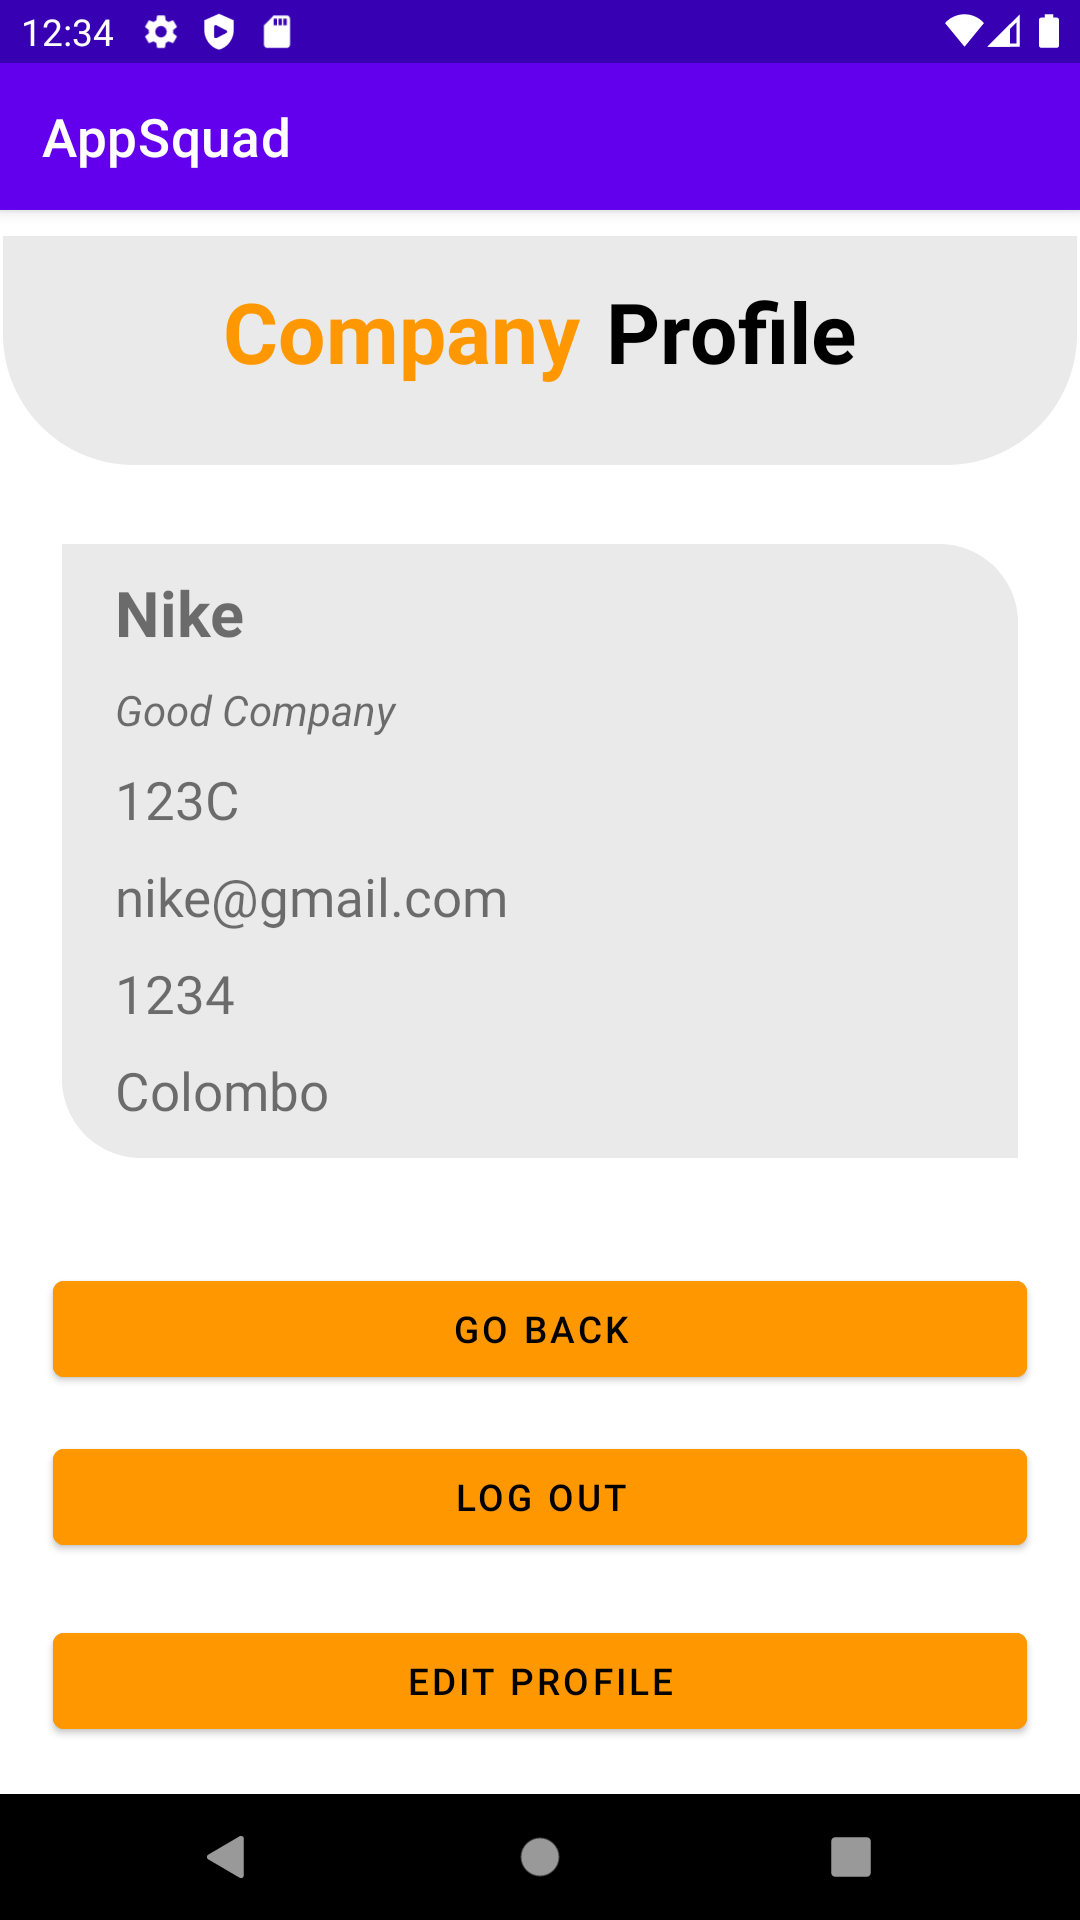 12:34
AppSquad
Company Profile
Nike
Good Company
123C
nike@gmail.com
1234
Colombo
GO BACK
LOG OUT
EDIT PROFILE